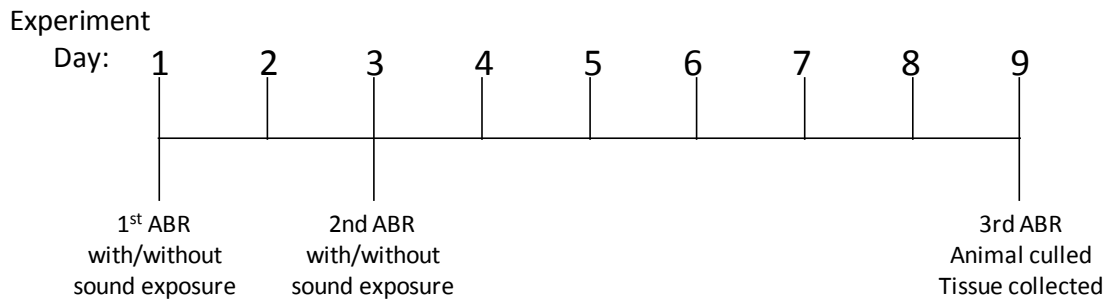 Experiment
Day: 1 2 3 4 5 6 7 8 9
1st ABR
with/without
sound exposure
2nd ABR
with/without
sound exposure
3rd ABR
Animal culled
Tissue collected